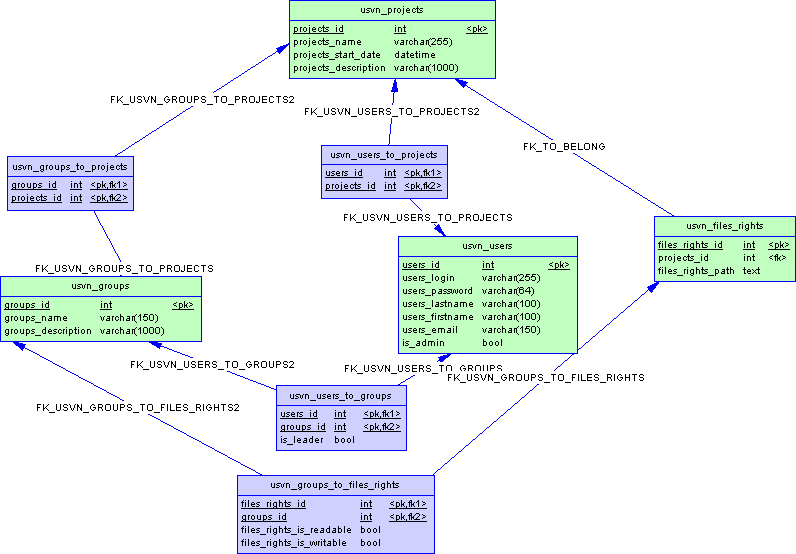 usvn_projects
projects_id int <pk>
projects_name varchar(255)
projects_start_date datetime
projects_description varchar(1000)
FK_USVN_GROUPS_TO_PROJECTS2
FK_USVN_USERS_TO_PROJECTS2
FK_TO_BELONG
usvn_groups_to_projects
groups_id int <pk,fk1>
projects_id int <pk,fk2>
usvn_users_to_projects
users_id int <pk,fk1>
projects_id int <pk,fk2>
FK_USVN_USERS_TO_PROJECTS
usvn_files_rights
files_rights_id int <pk>
projects_id int <fk>
files_rights_path text
FK_USVN_GROUPS_TO_PROJECTS
usvn_users
users_id int <pk>
users_login varchar(255)
users_password varchar(64)
users_lastname varchar(100)
users_firstname varchar(100)
users_email varchar(150)
is_admin bool
usvn_groups
groups_id int <pk>
groups_name varchar(150)
groups_description varchar(1000)
FK_USVN_USERS_TO_GROUPS2
FK_USVN_USERS_TO_GROUPS
FK_USVN_GROUPS_TO_FILES_RIGHTS
FK_USVN_GROUPS_TO_FILES_RIGHTS2
usvn_users_to_groups
users_id int <pk,fk1>
groups_id int <pk,fk2>
is_leader bool
usvn_groups_to_files_rights
files_rights_id int <pk,fk1>
groups_id int <pk,fk2>
files_rights_is_readable bool
files_rights_is_writable bool